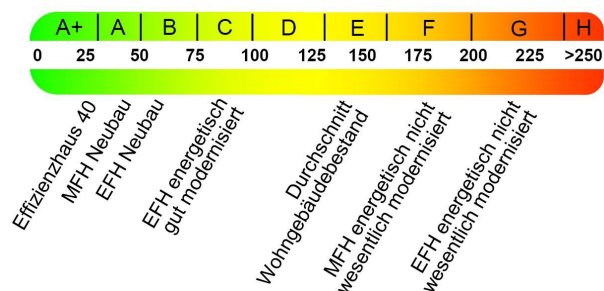 A+ A B C D E F G H
0 25 50 75 100 125 150 175 200 225 >250
Effizienzhaus 40
MFH Neubau
EFH Neubau
EFH energetisch
gut modernisiert
Durchschnitt
Wohngebäudebestand
MFH energetisch nicht
wesentlich modernisiert
EFH energetisch nicht
wesentlich modernisiert